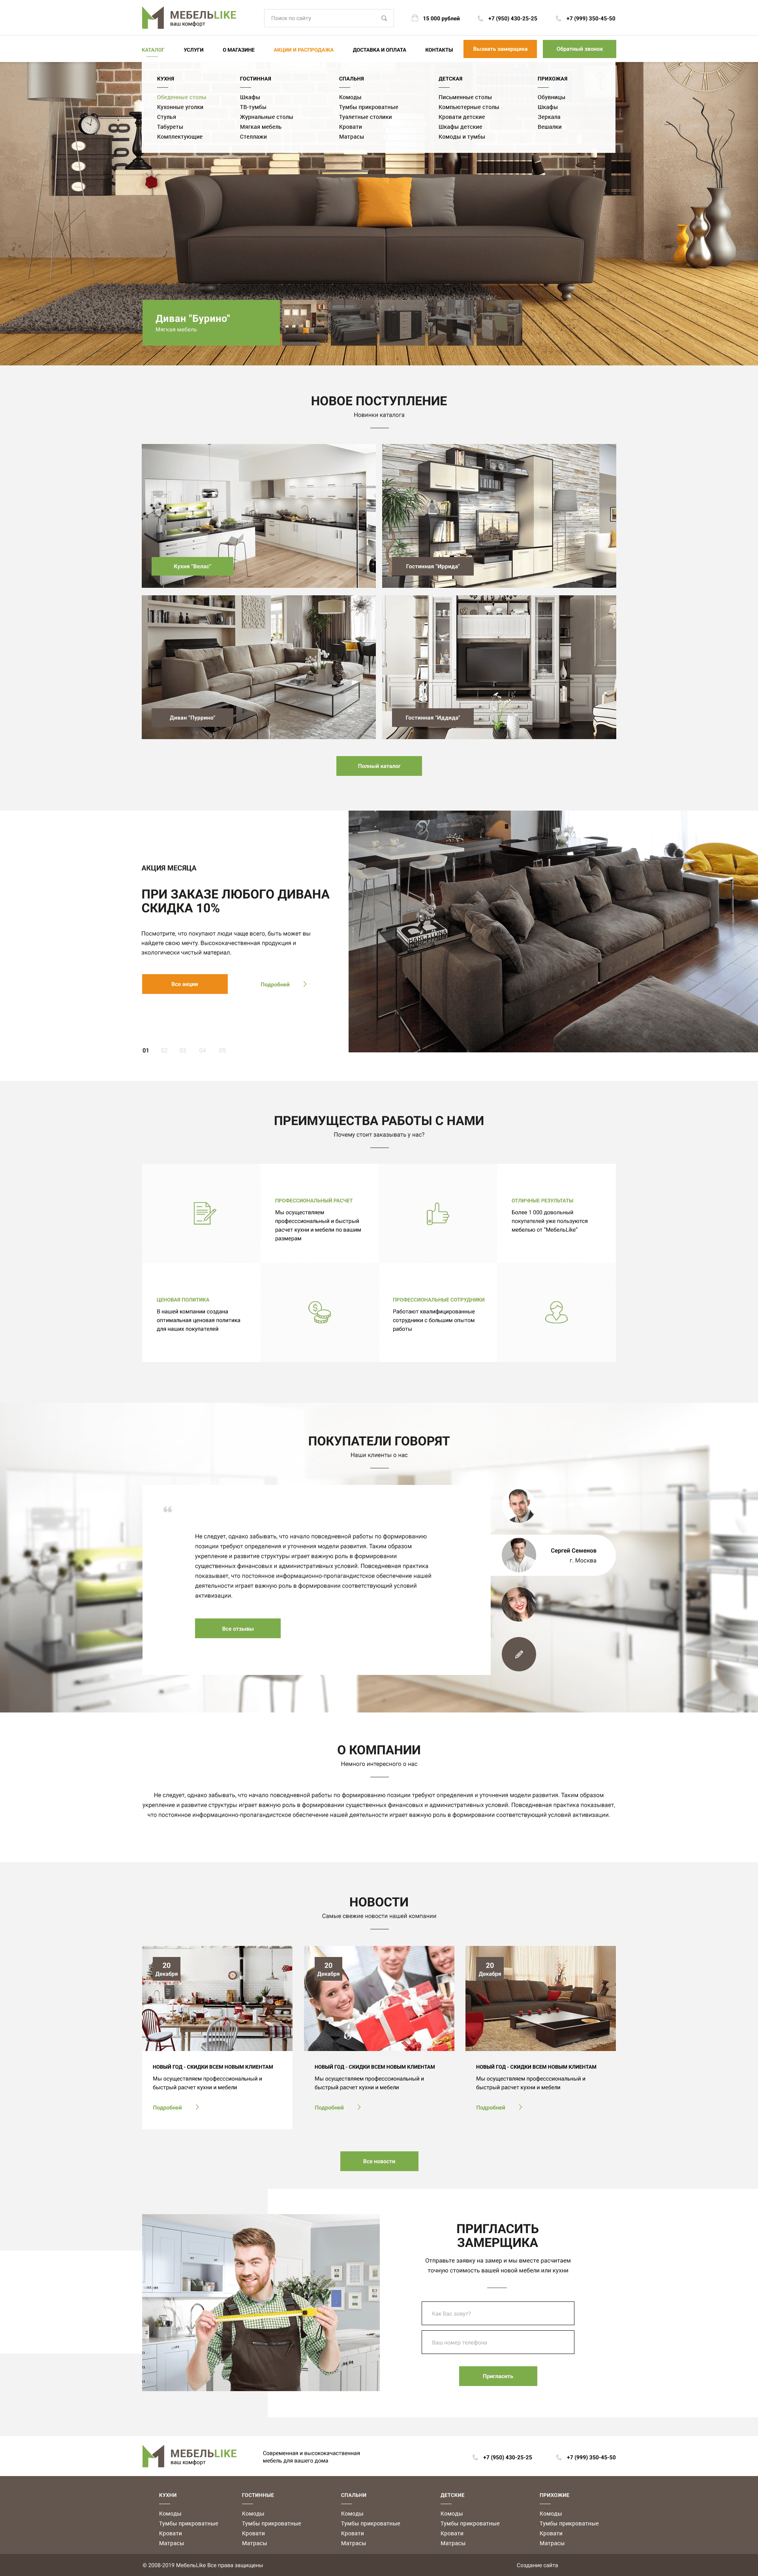 МЕБЕЛЬLIKE
ваш комфорт
Поиск по сайту
15 000 рублей
+7 (950) 430-25-25
+7 (999) 350-45-50
КАТАЛОГ
УСЛУГИ
О МАГАЗИНЕ
АКЦИИ И РАСПРОДАЖА
ДОСТАВКА И ОПЛАТА
КОНТАКТЫ
Вызвать замерщика
Обратный звонок
КУХНЯ
Обеденные столы
Кухонные уголки
Стулья
Табуреты
Комплектующие
ГОСТИННАЯ
Шкафы
ТВ-тумбы
Журнальные столы
Мягкая мебель
Стеллажи
СПАЛЬНЯ
Комоды
Тумбы прикроватные
Туалетные столики
Кровати
Матрасы
ДЕТСКАЯ
Письменные столы
Компьютерные столы
Кровати детские
Шкафы детские
Комоды и тумбы
ПРИХОЖАЯ
Обувницы
Шкафы
Зеркала
Вешалки
Диван "Бурино"
Мягкая мебель
НОВОЕ ПОСТУПЛЕНИЕ
Новинки каталога
Кухня "Велас"
Гостинная "Иррида"
Диван "Пуррино"
Гостинная "Иддида"
Полный каталог
АКЦИЯ МЕСЯЦА
ПРИ ЗАКАЗЕ ЛЮБОГО ДИВАНА
СКИДКА 10%
Посмотрите, что покупают люди чаще всего, быть может вы
найдете свою мечту. Высококачественная продукция и
экологически чистый материал.
Все акции
Подробней
01 02 03 04 05
ПРЕИМУЩЕСТВА РАБОТЫ С НАМИ
Почему стоит заказывать у нас?
ПРОФЕССИОНАЛЬНЫЙ РАСЧЕТ
Мы осуществляем
профессиональный и быстрый
расчет кухни и мебели по вашим
размерам
ОТЛИЧНЫЕ РЕЗУЛЬТАТЫ
Более 1 000 довольный
покупателей уже пользуются
мебелью от "МебельLike"
ЦЕНОВАЯ ПОЛИТИКА
В нашей компании создана
оптимальная ценовая политика
для наших покупателей
ПРОФЕССИОНАЛЬНЫЕ СОТРУДНИКИ
Работают квалифицированные
сотрудники с большим опытом
работы
ПОКУПАТЕЛИ ГОВОРЯТ
Наши клиенты о нас
Не следует, однако забывать, что начало повседневной работы по формированию
позиции требуют определения и уточнения модели развития. Таким образом
укрепление и развитие структуры играет важную роль в формировании
существенных финансовых и административных условий. Повседневная практика
показывает, что постоянное информационно-пропагандистское обеспечение нашей
деятельности играет важную роль в формировании соответствующий условий
активизации.
Все отзывы
Сергей Семенов
г. Москва
О КОМПАНИИ
Немного интересного о нас
Не следует, однако забывать, что начало повседневной работы по формированию позиции требуют определения и уточнения модели развития. Таким образом
укрепление и развитие структуры играет важную роль в формировании существенных финансовых и административных условий. Повседневная практика показывает,
что постоянное информационно-пропагандистское обеспечение нашей деятельности играет важную роль в формировании соответствующий условий активизации.
НОВОСТИ
Самые свежие новости нашей компании
20
Декабря
НОВЫЙ ГОД - СКИДКИ ВСЕМ НОВЫМ КЛИЕНТАМ
Мы осуществляем профессиональный и
быстрый расчет кухни и мебели
Подробней
20
Декабря
НОВЫЙ ГОД - СКИДКИ ВСЕМ НОВЫМ КЛИЕНТАМ
Мы осуществляем профессиональный и
быстрый расчет кухни и мебели
Подробней
20
Декабря
НОВЫЙ ГОД - СКИДКИ ВСЕМ НОВЫМ КЛИЕНТАМ
Мы осуществляем профессиональный и
быстрый расчет кухни и мебели
Подробней
Все новости
ПРИГЛАСИТЬ
ЗАМЕРЩИКА
Отправьте заявку на замер и мы вместе расчитаем
точную стоимость вашей новой мебели или кухни
Как Вас зовут?
Ваш номер телефона
Пригласить
МЕБЕЛЬLIKE
ваш комфорт
Современная и высококачаственная
мебель для вашего дома
+7 (950) 430-25-25
+7 (999) 350-45-50
КУХНИ
Комоды
Тумбы прикроватные
Кровати
Матрасы
ГОСТИННЫЕ
Комоды
Тумбы прикроватные
Кровати
Матрасы
СПАЛЬНИ
Комоды
Тумбы прикроватные
Кровати
Матрасы
ДЕТСКИЕ
Комоды
Тумбы прикроватные
Кровати
Матрасы
ПРИХОЖИЕ
Комоды
Тумбы прикроватные
Кровати
Матрасы
© 2008-2019 МебельLike Все права защищены
Создание сайта